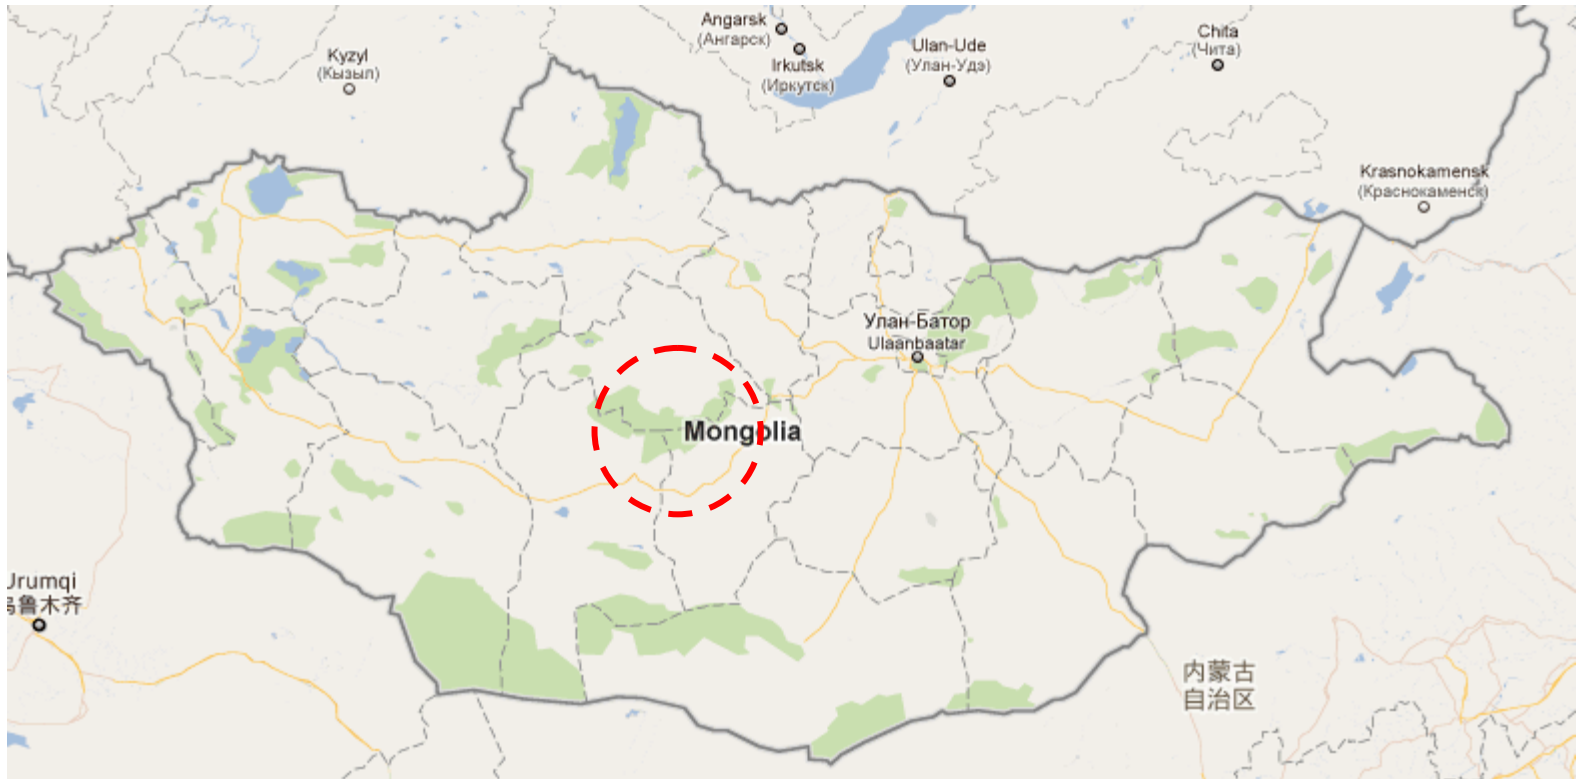 Angarsk
(Ангарск)
Irkutsk
(Иркутск)
Ulan-Ude
(Улан-Удэ)
Chita
(Чита)
Kyzyl
(Кызыл)
Krasnokamensk
(Краснокаменск)
Улан-Батор
Ulaanbaatar
Mongolia
Urumqi
乌鲁木齐
内蒙古
自治区